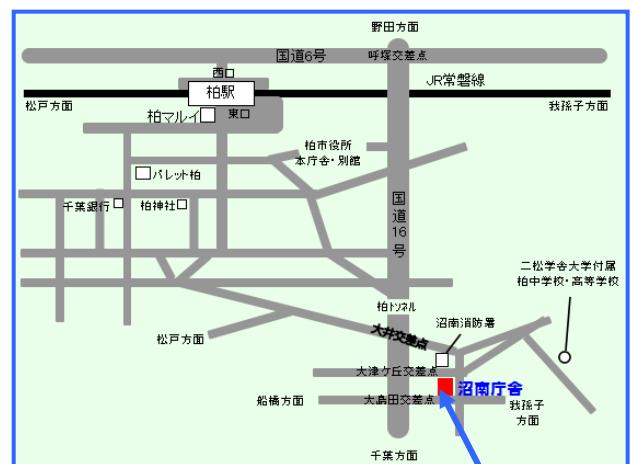 野田方面
国道6号
呼塚交差点
西口
JR常磐線
柏駅
松戸方面
我孫子方面
柏マルイ
東口
柏市役所
本庁舎・別館
パレット柏
千葉銀行
柏神社
国道16号
二松学舎大学付属
柏中学校・高等学校
柏トンネル
沼南消防署
大井交差点
松戸方面
大津ケ丘交差点
沼南庁舎
船橋方面
大島田交差点
我孫子
方面
千葉方面